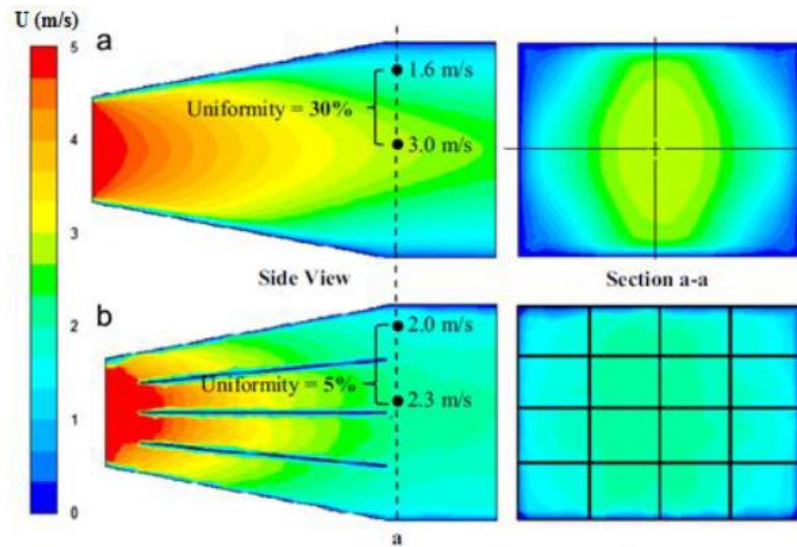 U (m/s)
a
5
4
3
2
1
0
Uniformity = 30%
1.6 m/s
3.0 m/s
Side View
Section a-a
b
Uniformity = 5%
2.0 m/s
2.3 m/s
a